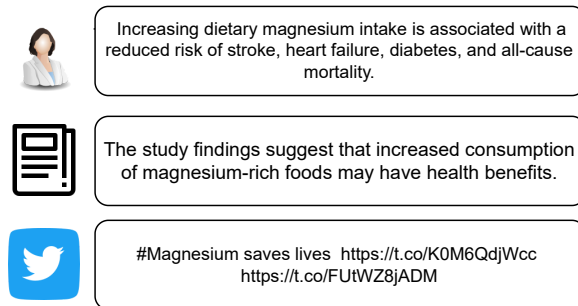 Increasing dietary magnesium intake is associated with a
reduced risk of stroke, heart failure, diabetes, and all-cause
mortality.
The study findings suggest that increased consumption
of magnesium-rich foods may have health benefits.
#Magnesium saves lives https://t.co/K0M6QdjWcc
https://t.co/FUtWZ8jADM